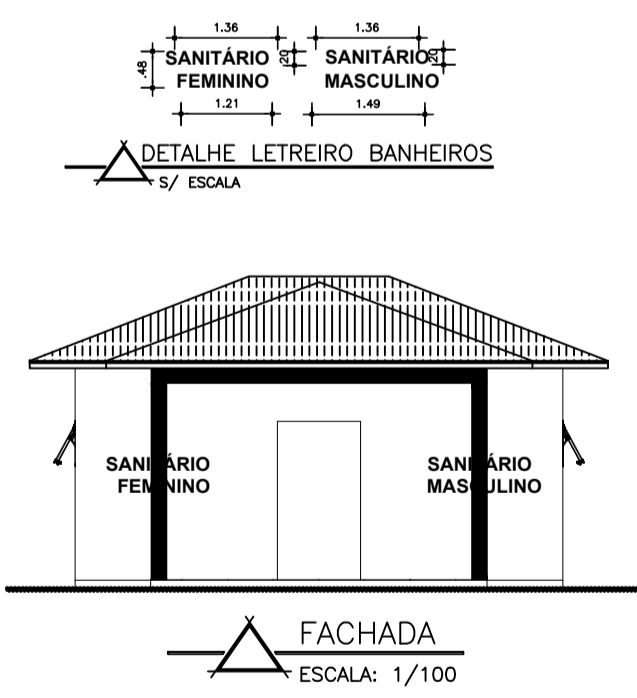 1.36 1.36
SANITÁRIO .20 SANITÁRIO .20
.48 FEMININO MASCULINO
1.21 1.49
DETALHE LETREIRO BANHEIROS
S/ ESCALA
SANITÁRIO SANITÁRIO
FEMININO MASCULINO
FACHADA
ESCALA: 1/100